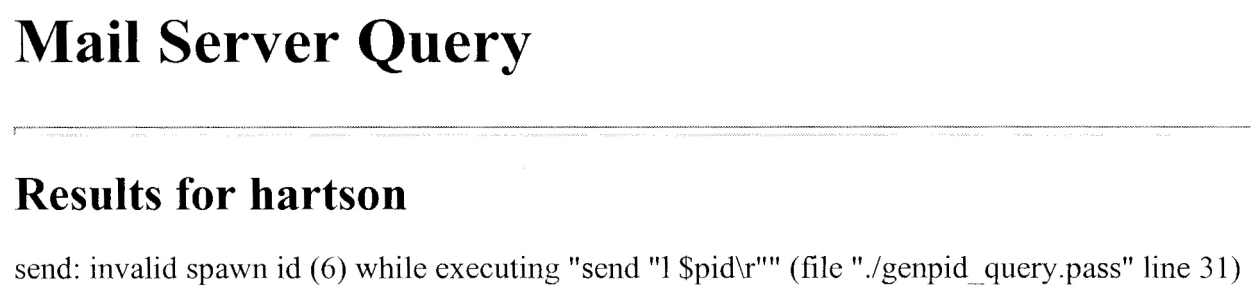 Mail Server Query
Results for hartson
send: invalid spawn id (6) while executing "send "l $pid\r"" (file "./genpid_query.pass" line 31)